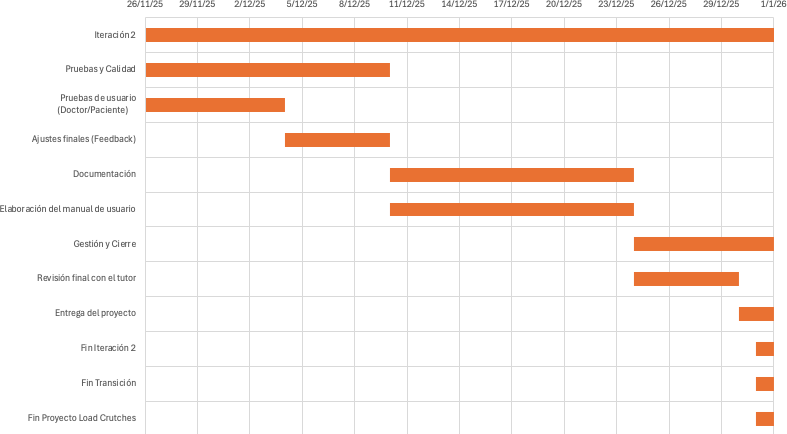 26/11/25 29/11/25 2/12/25 5/12/25 8/12/25 11/12/25 14/12/25 17/12/25 20/12/25 23/12/25 26/12/25 29/12/25 1/1/26
Iteración 2
Pruebas y Calidad
Pruebas de usuario
(Doctor/Paciente)
Ajustes finales (Feedback)
Documentación
Elaboración del manual de usuario
Gestión y Cierre
Revisión final con el tutor
Entrega del proyecto
Fin Iteración 2
Fin Transición
Fin Proyecto Load Crutches